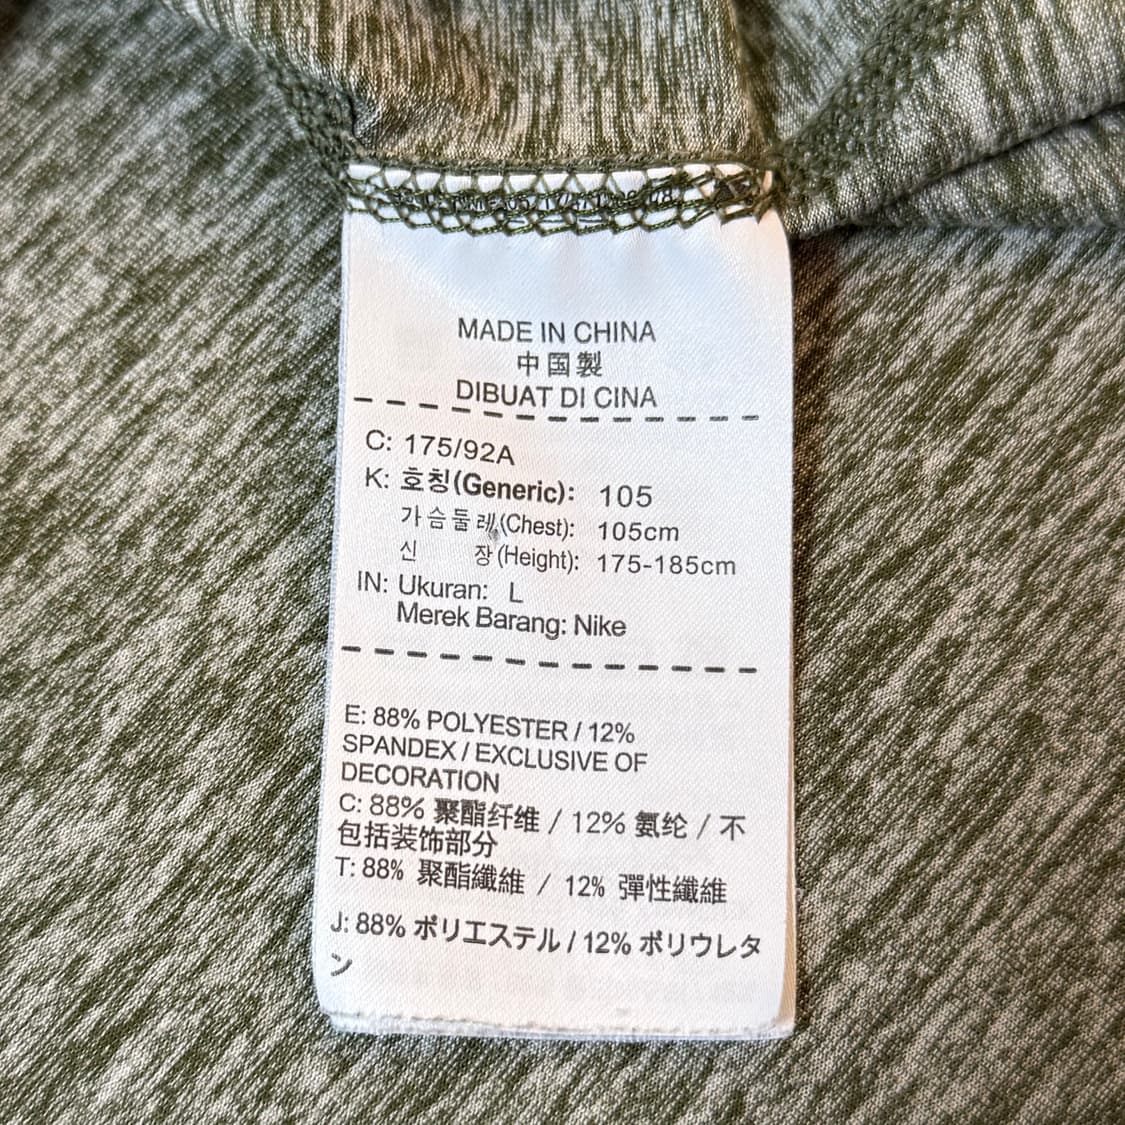 MADE IN CHINA
中国製
DIBUAT DI CINA
C: 175/92A
K: 호칭(Generic): 105
가슴둘레(Chest): 105cm
신 장(Height): 175-185cm
IN: Ukuran: L
Merek Barang: Nike
E: 88% POLYESTER / 12%
SPANDEX / EXCLUSIVE OF
DECORATION
C: 88% 聚酯纤维 / 12% 氨纶 / 不
包括装饰部分
T: 88% 聚酯纖維 / 12% 彈性纖維
J: 88% ポリエステル / 12% ポリウレタ
ン